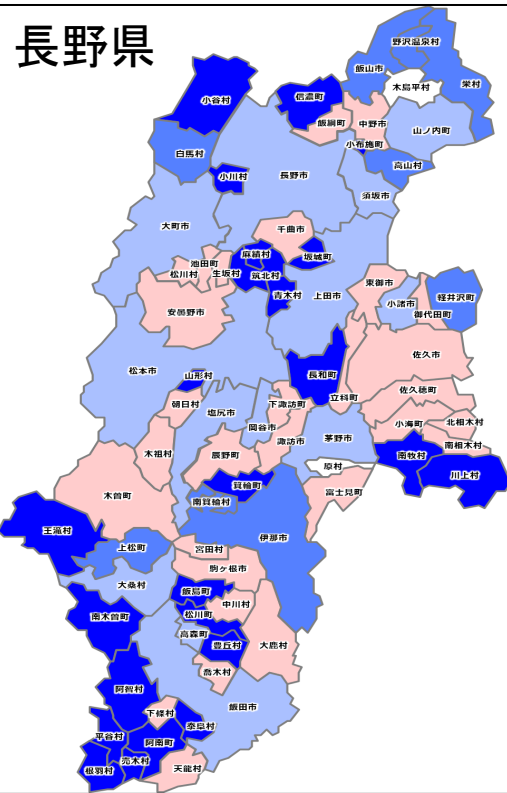 長野県
野沢温泉村
飯山市
木島平村
栄村
小谷村
信濃町
飯綱町
中野市
山ノ内町
小布施町
白馬村
高山村
小川村
長野市
須坂市
大町市
千曲市
麻績村
坂城町
池田町
松川村
生坂村
筑北村
青木村
上田市
東御市
小諸市
軽井沢町
御代田町
安曇野市
佐久市
松本市
山形村
長和町
立科町
佐久穂町
朝日村
塩尻市
下諏訪町
岡谷市
茅野市
小海町
北相木村
南相木村
諏訪市
木祖村
辰野町
原村
南牧村
川上村
箕輪町
富士見町
木曽町
南箕輪村
王滝村
上松町
伊那市
宮田村
駒ヶ根市
大桑村
飯島町
中川村
南木曽町
松川町
高森町
豊丘村
大鹿村
喬木村
阿智村
飯田市
下條村
泰阜村
平谷村
阿南町
売木村
根羽村
天龍村